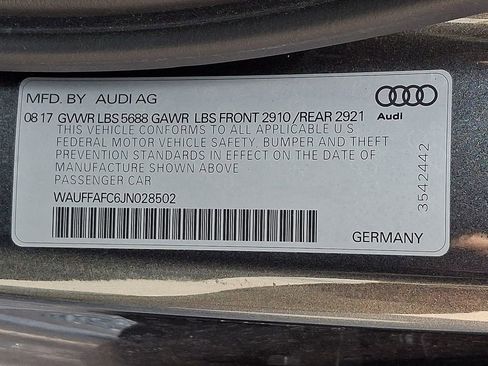 MFD. BY AUDI AG
08 17 GVWR LBS 5688 GAWR LBS FRONT 2910 /REAR 2921
THIS VEHICLE CONFORMS TO ALL APPLICABLE U.S
FEDERAL MOTOR VEHICLE SAFETY, BUMPER AND THEFT
PREVENTION STANDARDS IN EFFECT ON THE DATE OF
MANUFACTURE SHOWN ABOVE
PASSENGER CAR
WAUFFAFC6JN028502
GERMANY
Audi
3542442